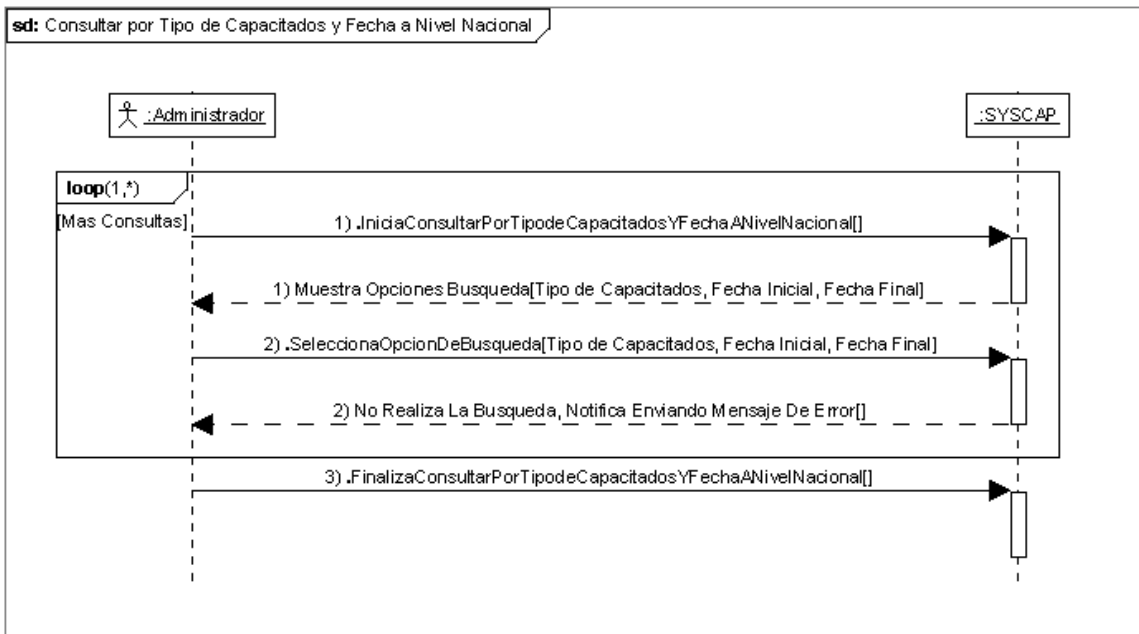 sd: Consultar por Tipo de Capacitados y Fecha a Nivel Nacional
:Administrador
:SYSCAP
loop(1,*)
[Mas Consultas]
1) .IniciaConsultarPorTipodeCapacitadosYFechaANivelNacional[]
1) Muestra Opciones Busqueda[Tipo de Capacitados, Fecha Inicial, Fecha Final]
2) .SeleccionaOpcionDeBusqueda[Tipo de Capacitados, Fecha Inicial, Fecha Final]
2) No Realiza La Busqueda, Notifica Enviando Mensaje De Error[]
3) .FinalizaConsultarPorTipodeCapacitadosYFechaANivelNacional[]